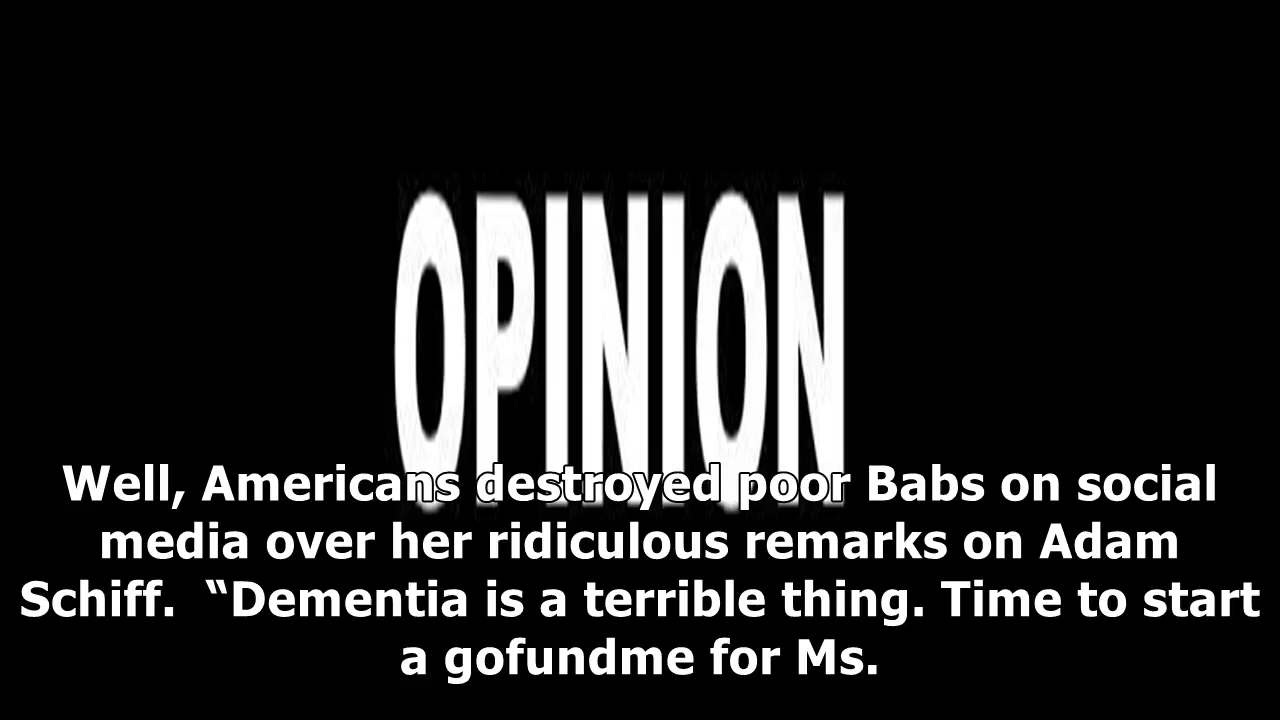 OPINION
Well, Americans destroyed poor Babs on social
media over her ridiculous remarks on Adam
Schiff.  “Dementia is a terrible thing. Time to start
a gofundme for Ms.